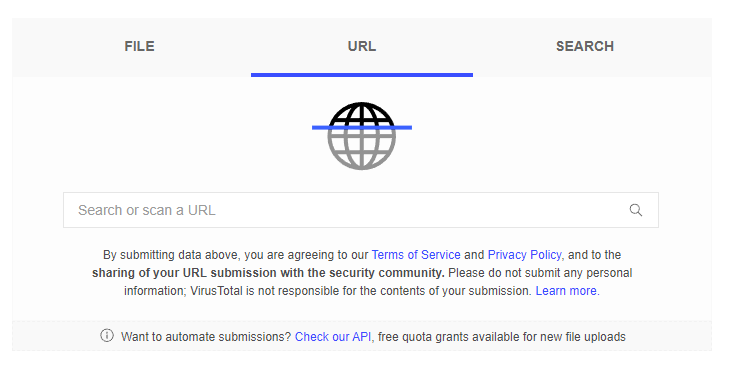 FILE URL SEARCH
Search or scan a URL
By submitting data above, you are agreeing to our Terms of Service and Privacy Policy, and to the
sharing of your URL submission with the security community. Please do not submit any personal
information; VirusTotal is not responsible for the contents of your submission. Learn more.
Want to automate submissions? Check our API, free quota grants available for new file uploads